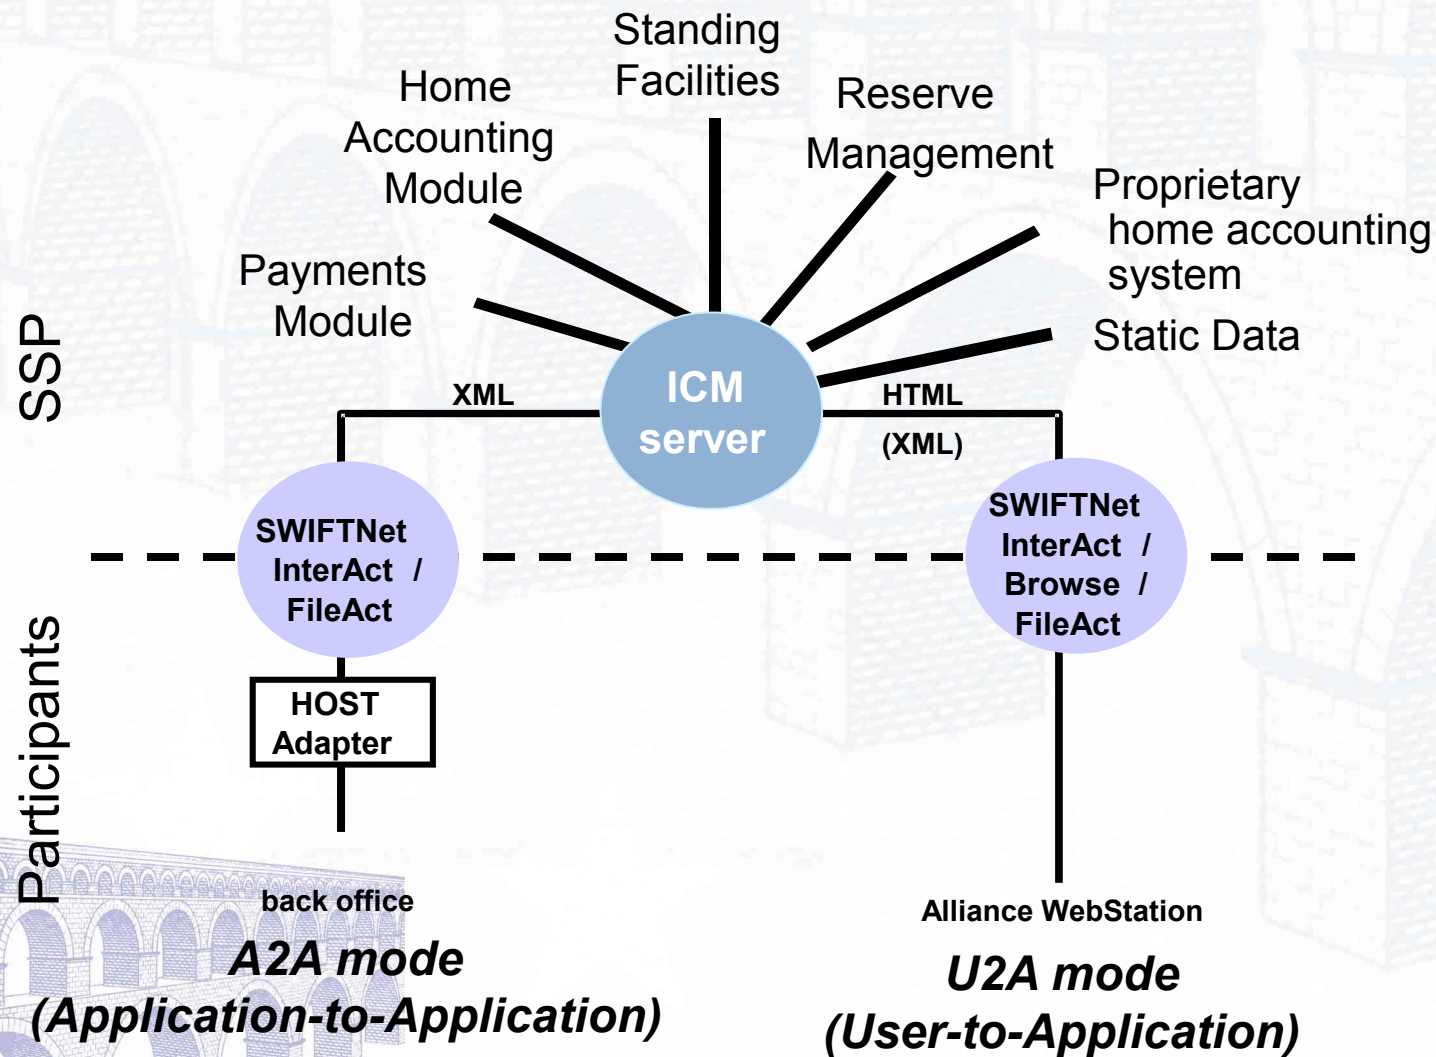 Standing
Facilities
Home
Accounting
Module
Reserve
Management
Proprietary
home accounting
system
Payments
Module
Static Data
SSP
XML
ICM
server
HTML
(XML)
SWIFTNet
InterAct /
FileAct
SWIFTNet
InterAct /
Browse /
FileAct
Participants
HOST
Adapter
back office
A2A mode
(Application-to-Application)
Alliance WebStation
U2A mode
(User-to-Application)